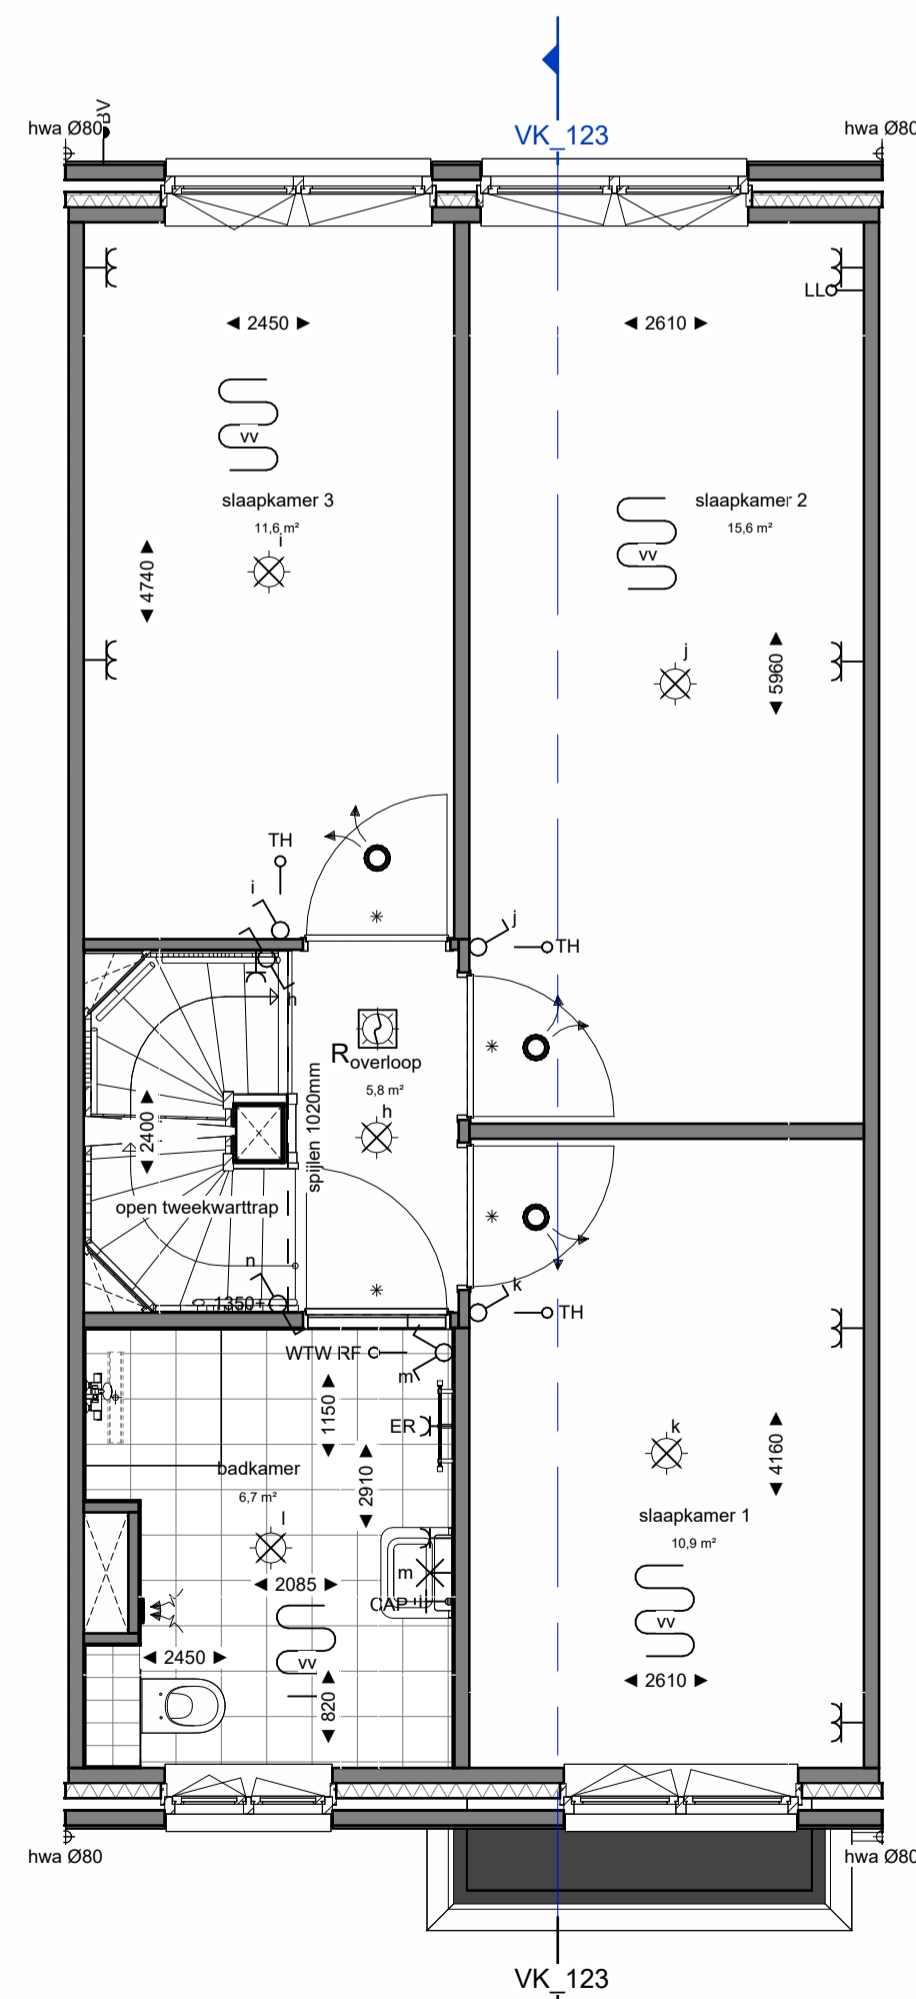 BV
hwa Ø80
hwa Ø80
VK_123
LL
2450
2610
vv
slaapkamer 3
11,6 m²
i
4740
slaapkamer 2
15,6 m²
vv
j
5960
TH
i
j
TH
n
R
overloop
5,8 m²
h
spijlen 1020mm
2400
open tweekwarttrap
n
1350+
k
TH
WTW RF
m
1150
ER
badkamer
6,7 m²
2910
l
k
4160
slaapkamer 1
10,9 m²
2085
m
CAP
vv
2450
820
vv
2610
hwa Ø80
hwa Ø80
VK_123